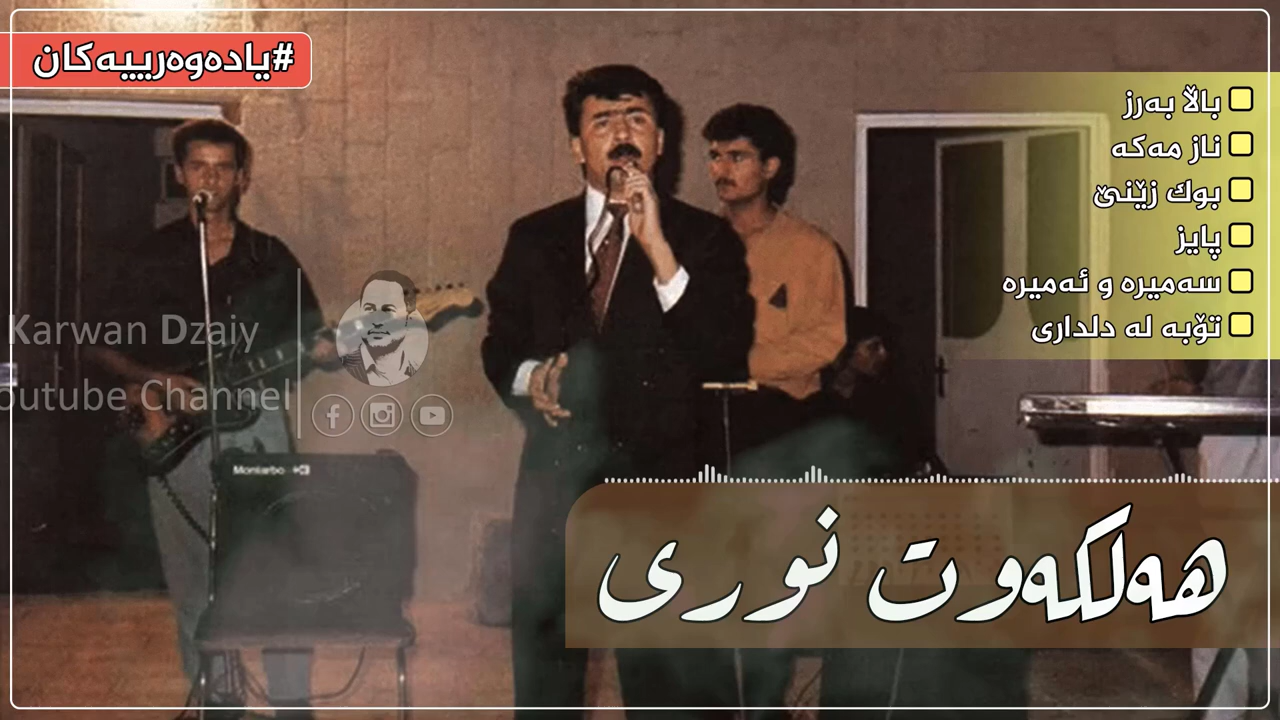 #یادەوەرییەکان
باڵا بەرز
ناز مەکە
بوك زێنێ
پایز
سەمیرە و ئەمیرە
تۆبە لە دلداری
Karwan Dzaiy
outube Channel
Montarbo
هەلکەوت نوری